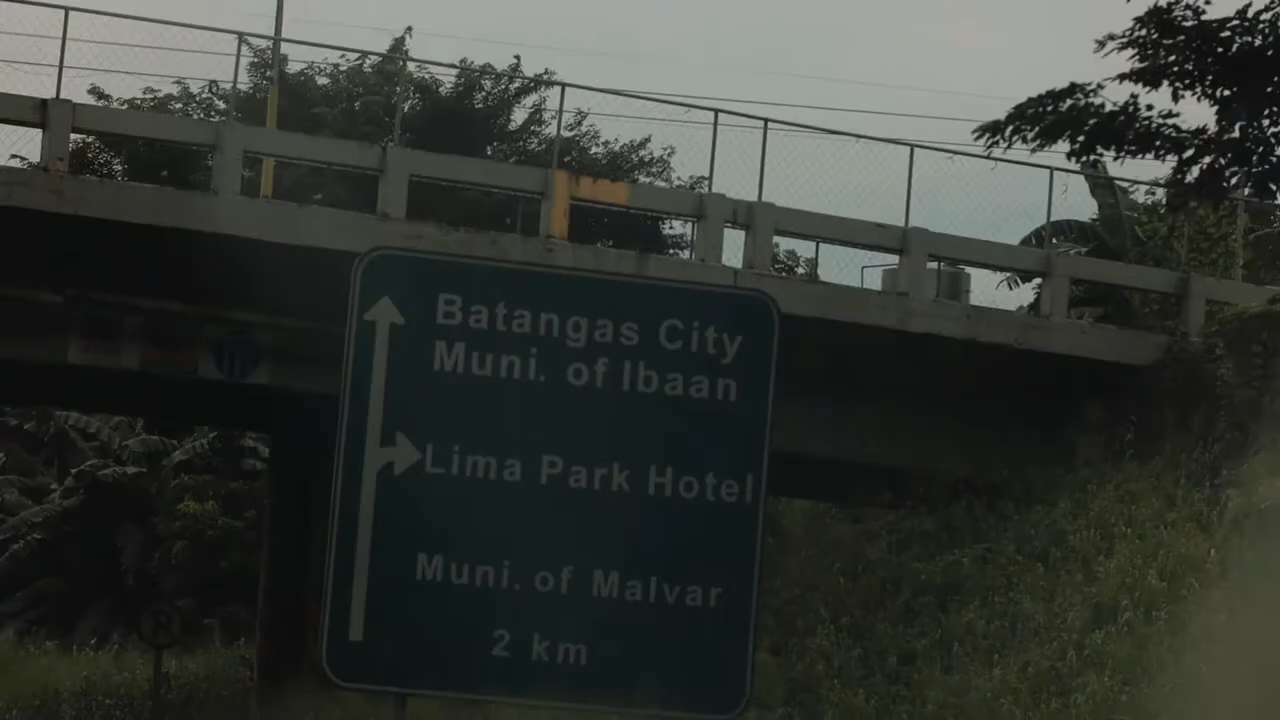 Batangas City
Muni. of Ibaan
Lima Park Hotel
Muni. of Malvar
2 km